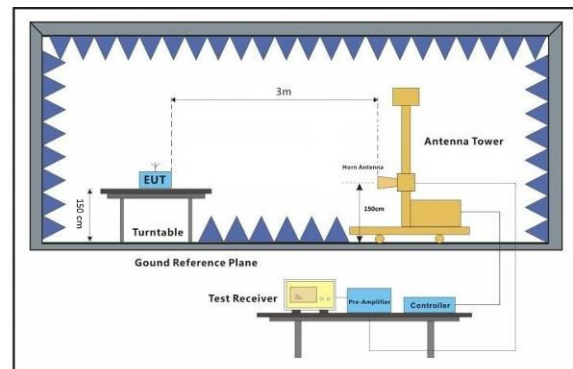 3m
Antenna Tower
Horn Antenna
EUT
150 cm
150cm
Turntable
Gound Reference Plane
Test Receiver
Pre-Amplifier
Controller